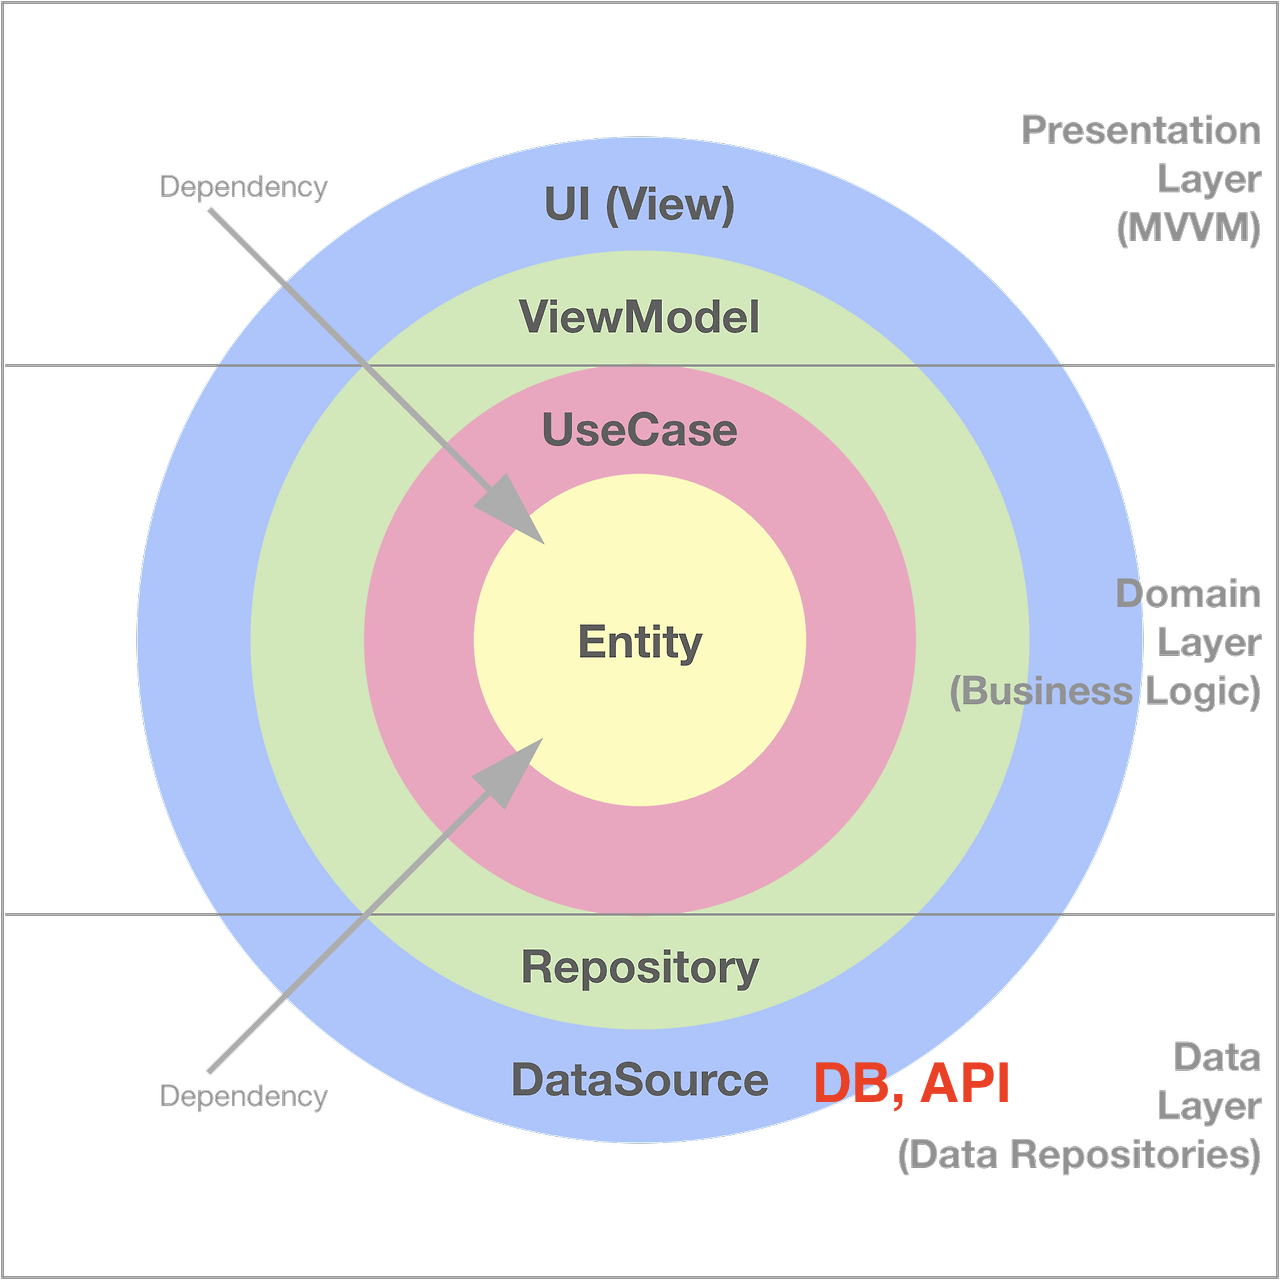 Presentation
Layer
(MVVM)
Dependency
UI (View)
ViewModel
UseCase
Entity
Domain
Layer
(Business Logic)
Repository
DataSource DB, API
Dependency
Data
Layer
(Data Repositories)